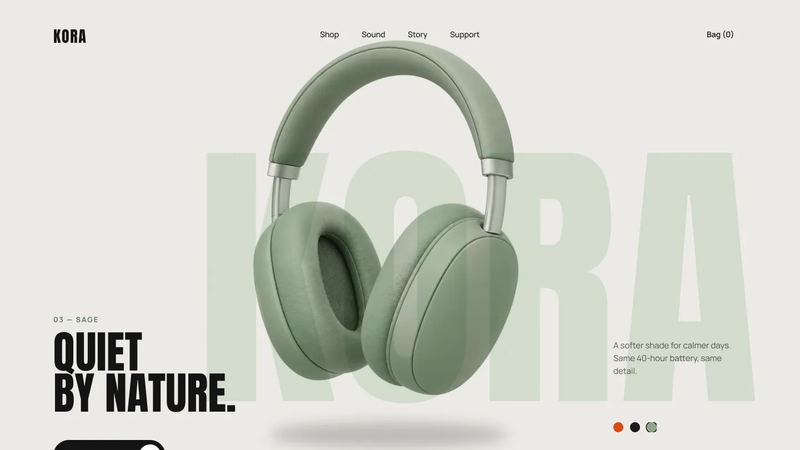 KORA
Shop Sound Story Support
Bag (0)
KORA
03 — SAGE
QUIET
BY NATURE.
A softer shade for calmer days.
Same 40-hour battery, same
detail.